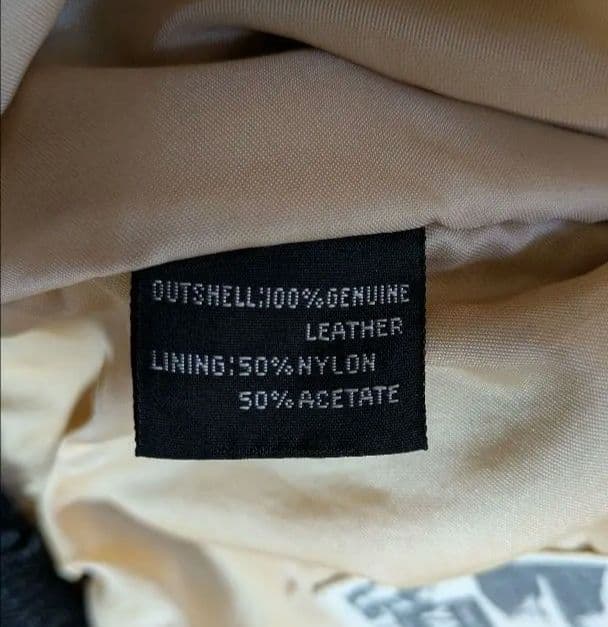 OUTSHELL:100%GENUINE
LEATHER
LINING:50%NYLON
50%ACETATE